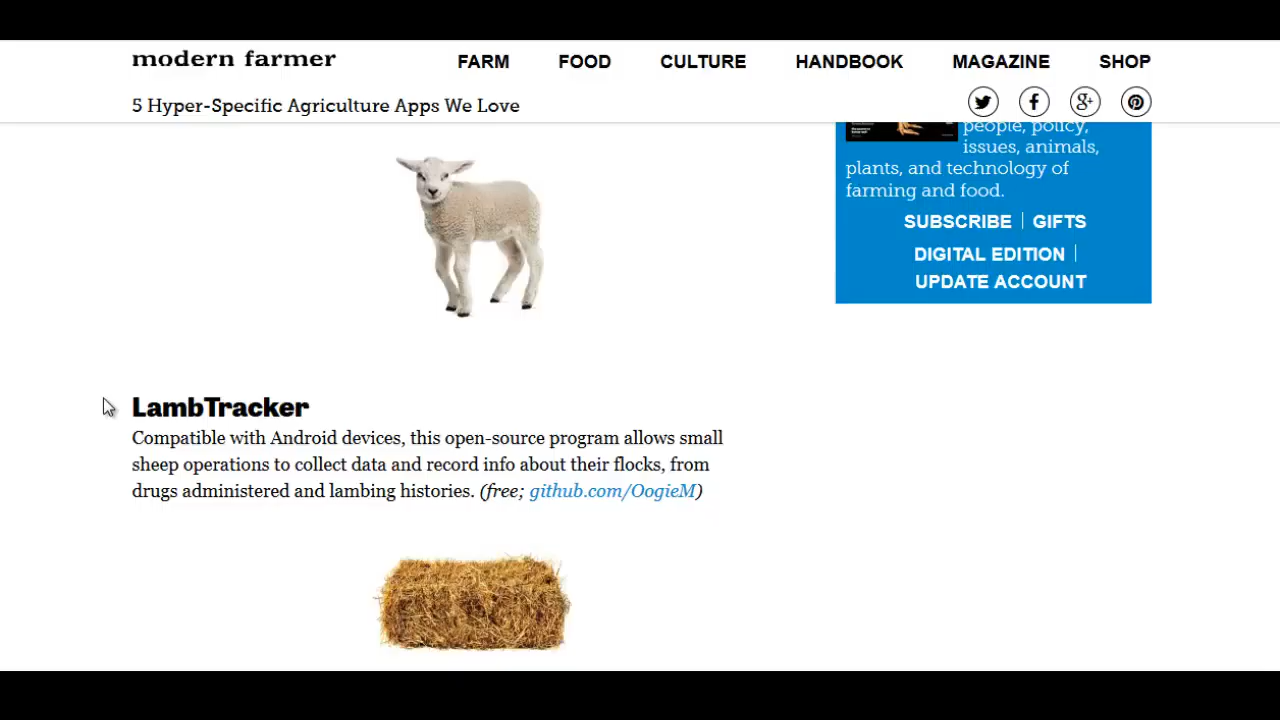 modern farmer
FARM FOOD CULTURE HANDBOOK MAGAZINE SHOP
5 Hyper-Specific Agriculture Apps We Love
people, policy,
issues, animals,
plants, and technology of
farming and food.
SUBSCRIBE | GIFTS
DIGITAL EDITION |
UPDATE ACCOUNT
LambTracker
Compatible with Android devices, this open-source program allows small
sheep operations to collect data and record info about their flocks, from
drugs administered and lambing histories. (free; github.com/OogieM)